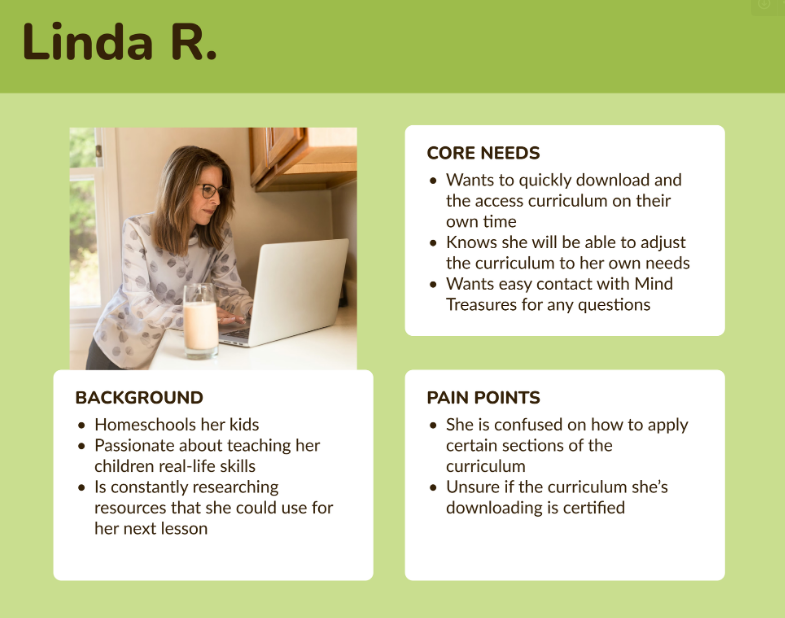 Linda R.
CORE NEEDS
• Wants to quickly download and
the access curriculum on their
own time
• Knows she will be able to adjust
the curriculum to her own needs
• Wants easy contact with Mind
Treasures for any questions
BACKGROUND
• Homeschools her kids
• Passionate about teaching her
children real-life skills
• Is constantly researching
resources that she could use for
her next lesson
PAIN POINTS
• She is confused on how to apply
certain sections of the
curriculum
• Unsure if the curriculum she’s
downloading is certified